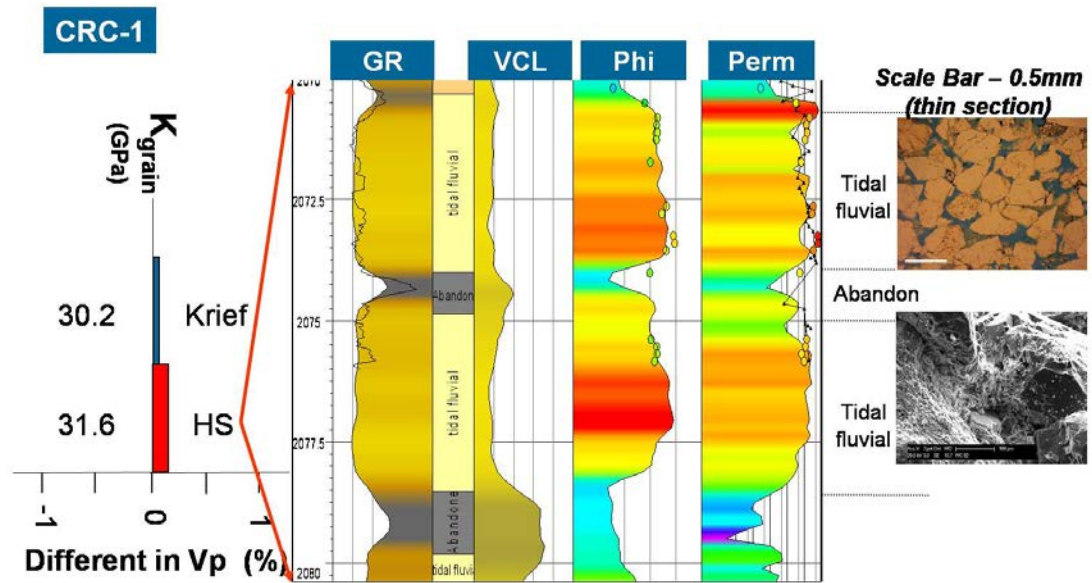 CRC-1
GR
VCL
Phi
Perm
Scale Bar – 0.5mm
(thin section)
Kgrain
(GPa)
30.2
Krief
31.6
HS
-1
0
1
Different in Vp (%)
2070
2072.5
2075
2077.5
2080
tidal fluvial
Abandon
tidal fluvial
Abandone
tidal fluvi
Tidal
fluvial
Abandon
Tidal
fluvial